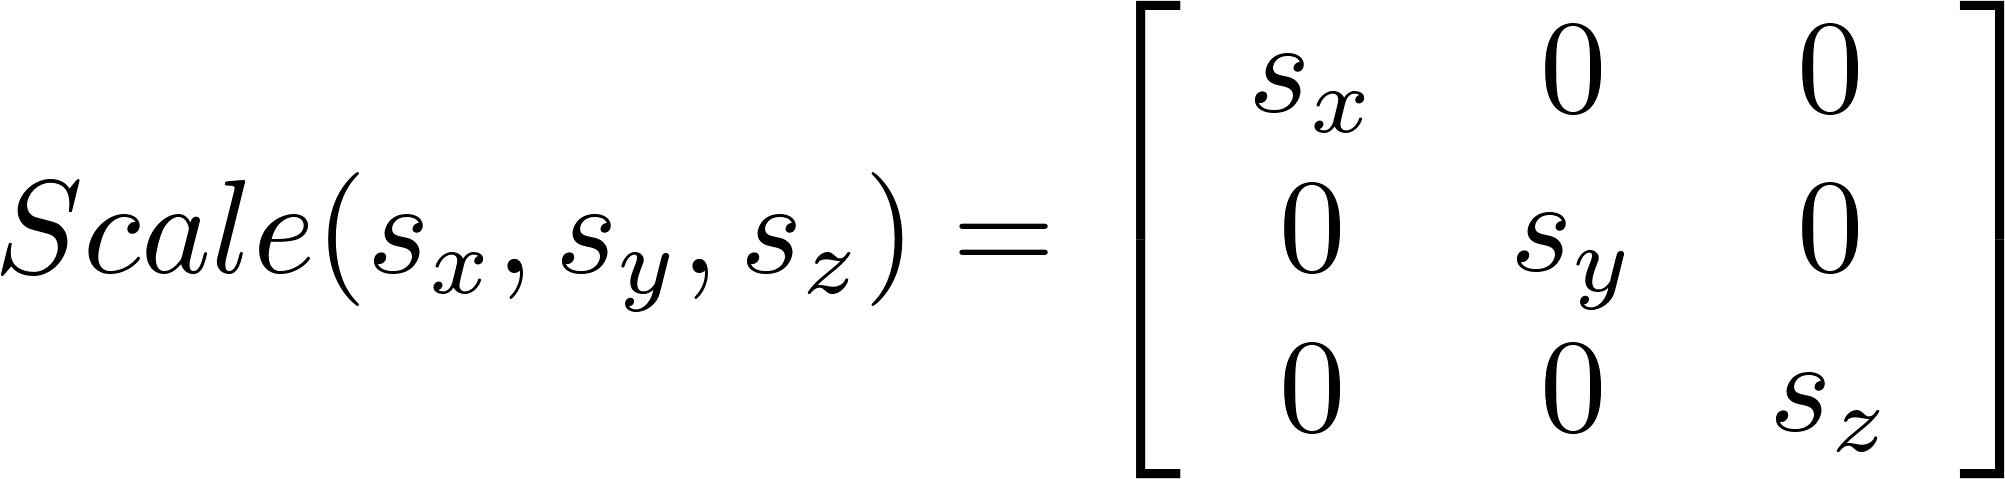 s_x 0 0
Scale(s_x, s_y, s_z) = 0 s_y 0
0 0 s_z